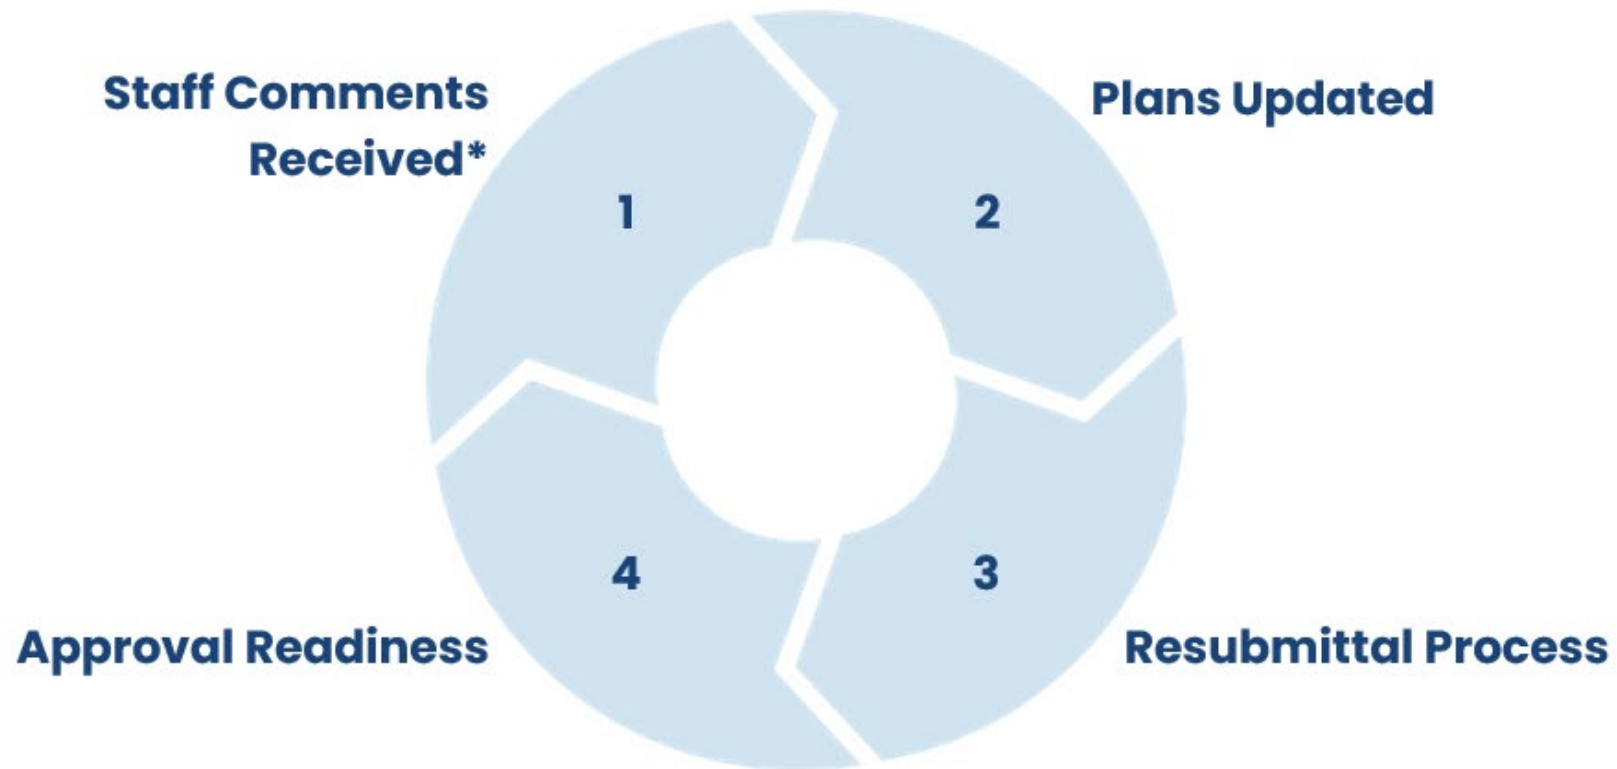 Staff Comments
Received*
1
Plans Updated
2
3
Resubmittal Process
4
Approval Readiness